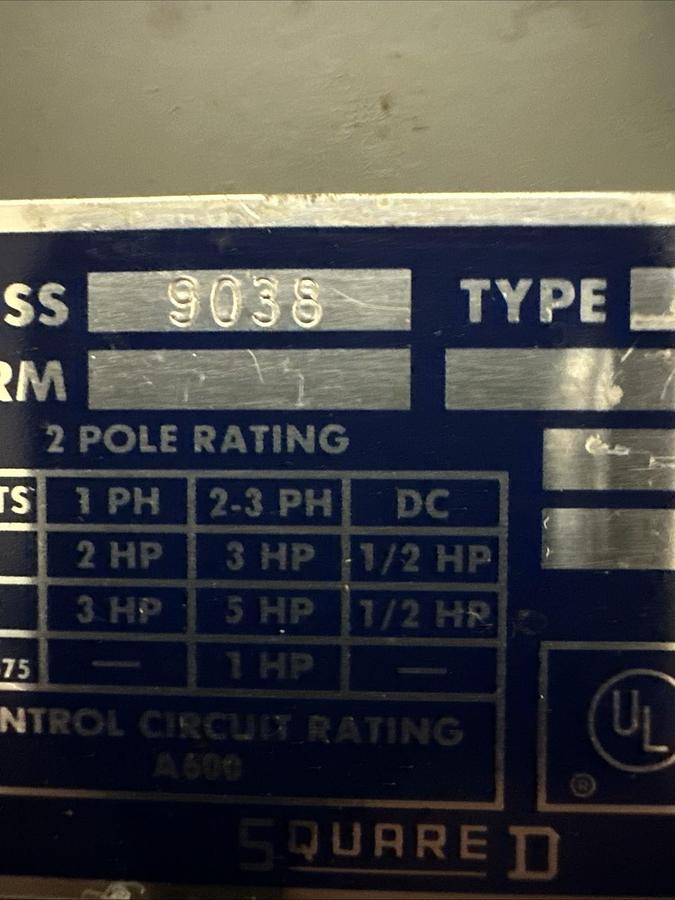 SS 9038 TYPE
RM
2 POLE RATING
TS 1 PH 2-3 PH DC
2 HP 3 HP 1/2 HP
3 HP 5 HP 1/2 HP
75 — 1 HP —
NTROL CIRCUIT RATING
A600
UL
®
SQUARE D